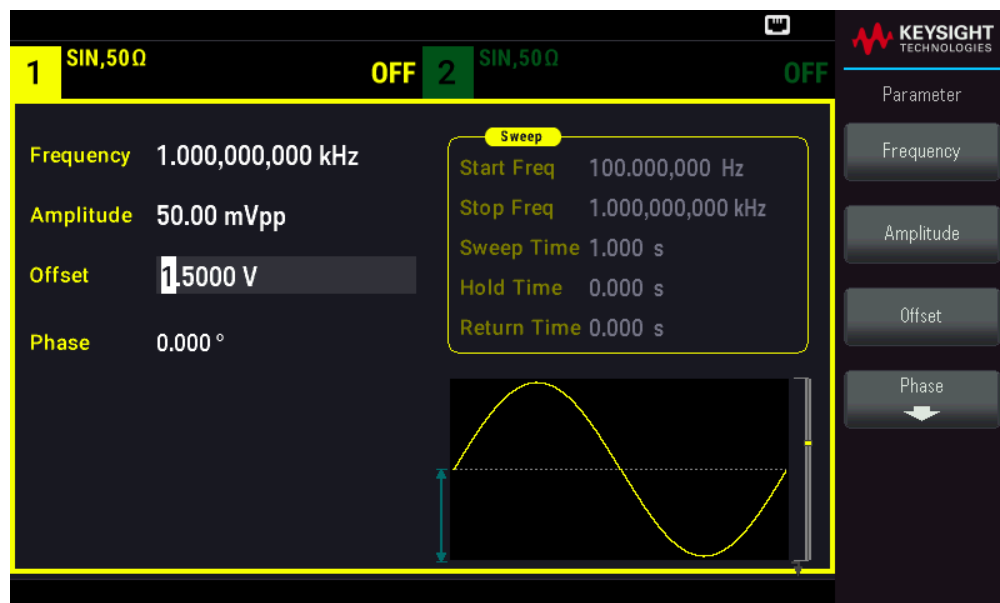 KEYSIGHT
TECHNOLOGIES
1 SIN,50Ω OFF
2 SIN,50Ω OFF
Frequency 1.000,000,000 kHz
Amplitude 50.00 mVpp
Offset 1.5000 V
Phase 0.000 °
Sweep
Start Freq 100.000,000 Hz
Stop Freq 1.000,000,000 kHz
Sweep Time 1.000 s
Hold Time 0.000 s
Return Time 0.000 s
Parameter
Frequency
Amplitude
Offset
Phase